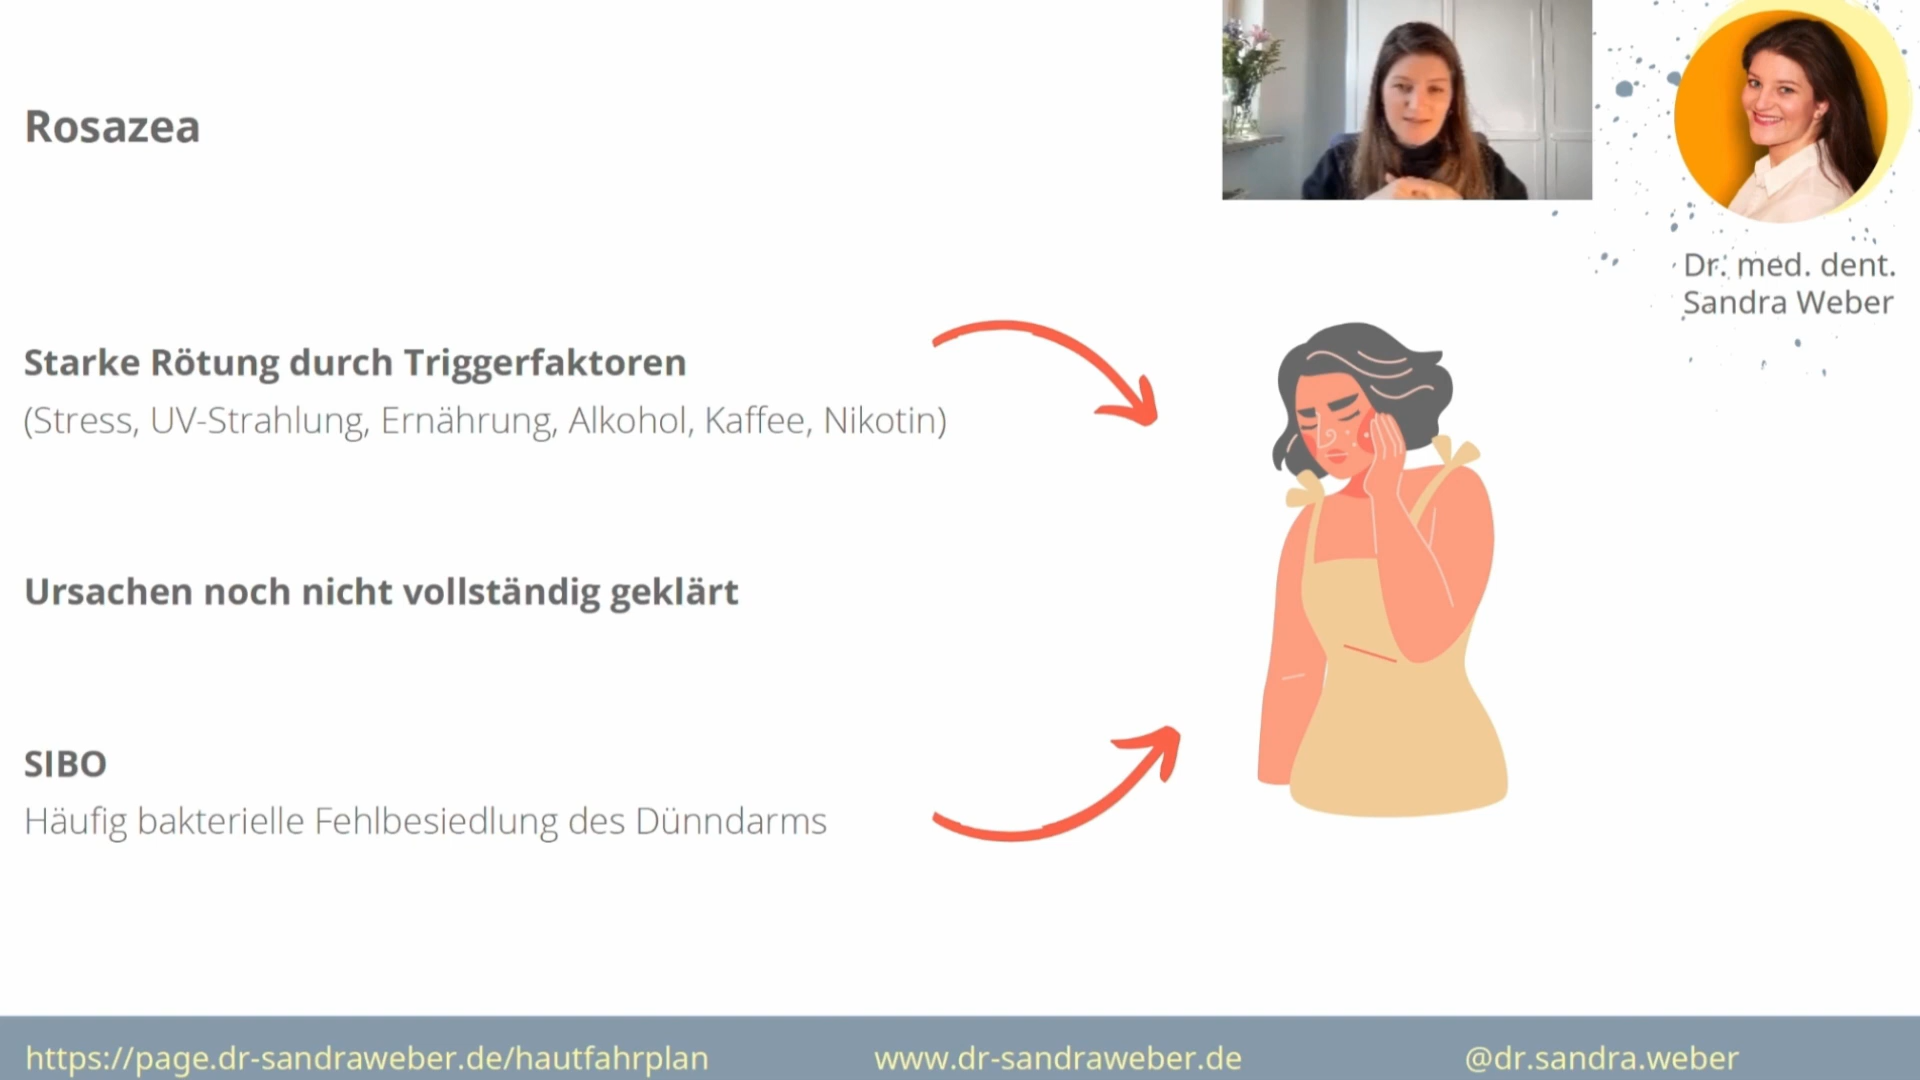 Rosazea
Dr. med. dent.
Sandra Weber
Starke Rötung durch Triggerfaktoren
(Stress, UV-Strahlung, Ernährung, Alkohol, Kaffee, Nikotin)
Ursachen noch nicht vollständig geklärt
SIBO
Häufig bakterielle Fehlbesiedlung des Dünndarms
https://page.dr-sandraweber.de/hautfahrplan
www.dr-sandraweber.de
@dr.sandra.weber